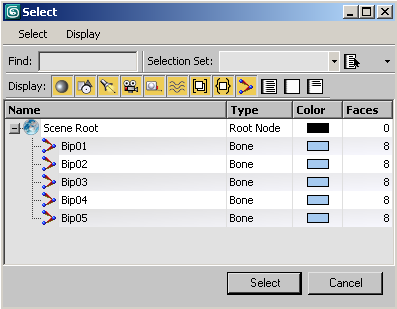 Select
Select Display
Find: Selection Set:
Display:
Name Type Color Faces
Scene Root Root Node 0
Bip01 Bone 8
Bip02 Bone 8
Bip03 Bone 8
Bip04 Bone 8
Bip05 Bone 8
Select Cancel